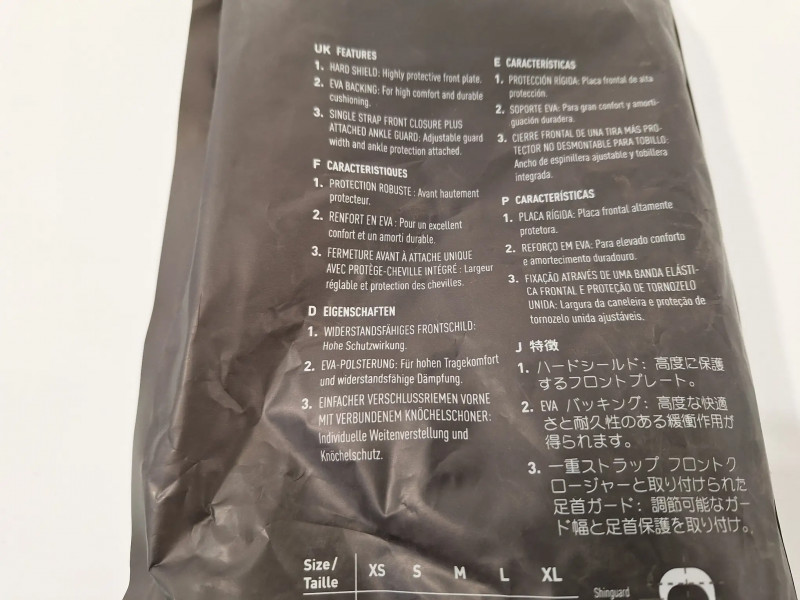 UK FEATURES
1. HARD SHIELD: Highly protective front plate.
2. EVA BACKING: For high comfort and durable
cushioning.
3. SINGLE STRAP FRONT CLOSURE PLUS
ATTACHED ANKLE GUARD: Adjustable guard
width and ankle protection attached.
F CARACTERISTIQUES
1. PROTECTION ROBUSTE : Avant hautement
protecteur.
2. RENFORT EN EVA : Pour un excellent
confort et un amorti durable.
3. FERMETURE AVANT À ATTACHE UNIQUE
AVEC PROTÈGE-CHEVILLE INTÉGRÉ : Largeur
réglable et protection des chevilles.
D EIGENSCHAFTEN
1. WIDERSTANDSFÄHIGES FRONTSCHILD:
Hohe Schutzwirkung.
2. EVA-POLSTERUNG: Für hohen Tragekomfort
und widerstandsfähige Dämpfung.
3. EINFACHER VERSCHLUSSRIEMEN VORNE
MIT VERBUNDENEM KNÖCHELSCHONER:
Individuelle Weitenverstellung und
Knöchelschutz.
E CARACTERÍSTICAS
1. PROTECCIÓN RÍGIDA: Placa frontal de alta
protección.
2. SOPORTE EVA: Para gran confort y amorti-
guación duradera.
3. CIERRE FRONTAL DE UNA TIRA MÁS PRO-
TECTOR NO DESMONTABLE PARA TOBILLO:
Ancho de espinillera ajustable y tobillera
integrada.
P CARACTERÍSTICAS
1. PLACA RÍGIDA: Placa frontal altamente
protetora.
2. REFORÇO EM EVA: Para elevado conforto
e amortecimento duradouro.
3. FIXAÇÃO ATRAVÉS DE UMA BANDA ELÁSTI-
CA FRONTAL E PROTEÇÃO DE TORNOZELO
UNIDA: Largura da caneleira e proteção de
tornozelo unida ajustáveis.
J 特徴
1. ハードシールド: 高度に保護
するフロントプレート。
2. EVA バッキング: 高度な快適
さと耐久性のある緩衝作用が
得られます。
3. 一重ストラップ フロントク
ロージャーと取り付けられた
足首ガード: 調節可能なガー
ド幅と足首保護を取り付け。
Size/ XS S M L XL
Taille
Shinguard